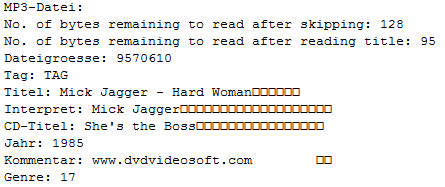 MP3-Datei:
No. of bytes remaining to read after skipping: 128
No. of bytes remaining to read after reading title: 95
Dateigroesse: 9570610
Tag: TAG
Titel: Mick Jagger - Hard Woman□□□□□□
Interpret: Mick Jagger□□□□□□□□□□□□□□□□□□□
CD-Titel: She's the Boss□□□□□□□□□□□□□□□□
Jahr: 1985
Kommentar: www.dvdvideosoft.com        □□
Genre: 17